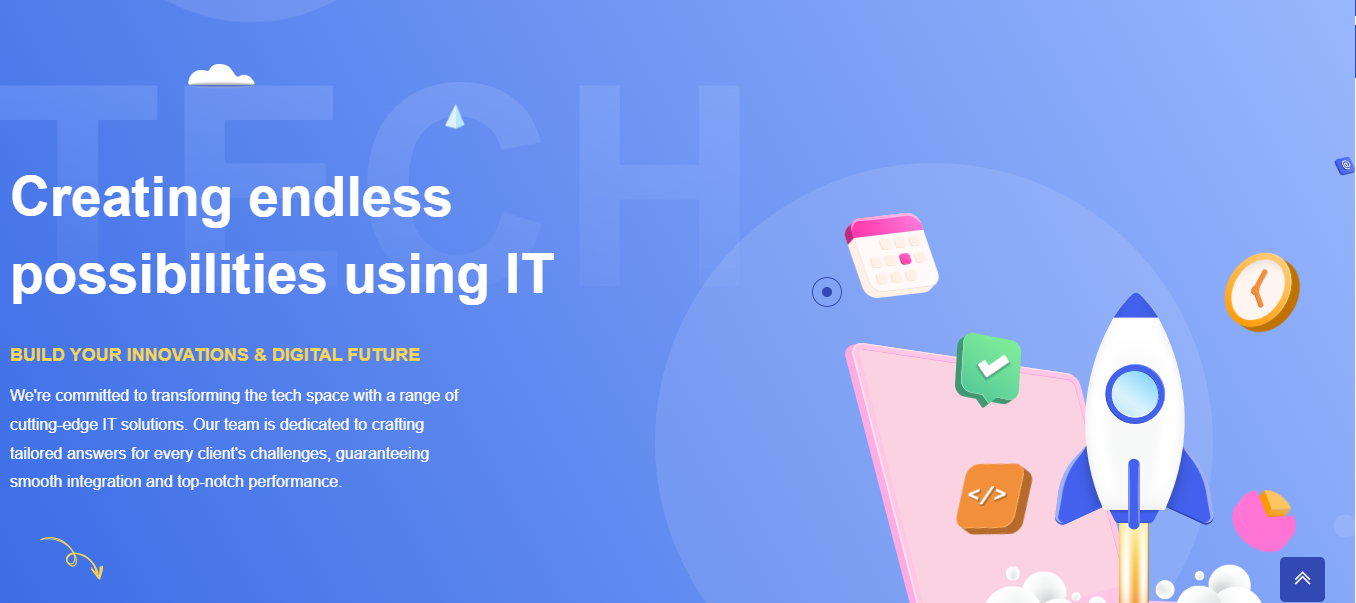 TECH
Creating endless
possibilities using IT
BUILD YOUR INNOVATIONS & DIGITAL FUTURE
We're committed to transforming the tech space with a range of
cutting-edge IT solutions. Our team is dedicated to crafting
tailored answers for every client's challenges, guaranteeing
smooth integration and top-notch performance.
@
</>